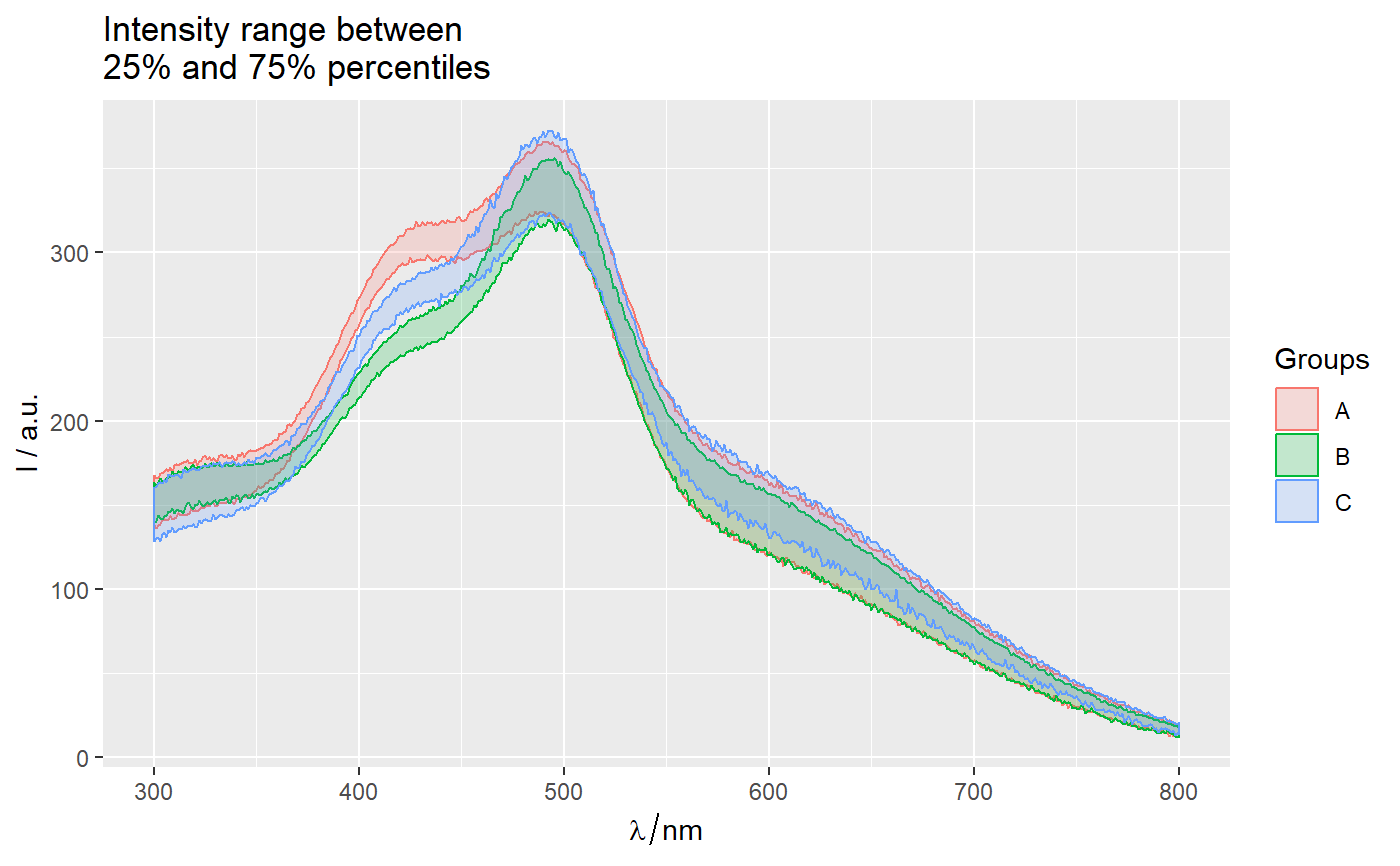 Intensity range between
25% and 75% percentiles
I / a.u.
300
200
100
0
300 400 500 600 700 800
λ/nm
Groups
A
B
C